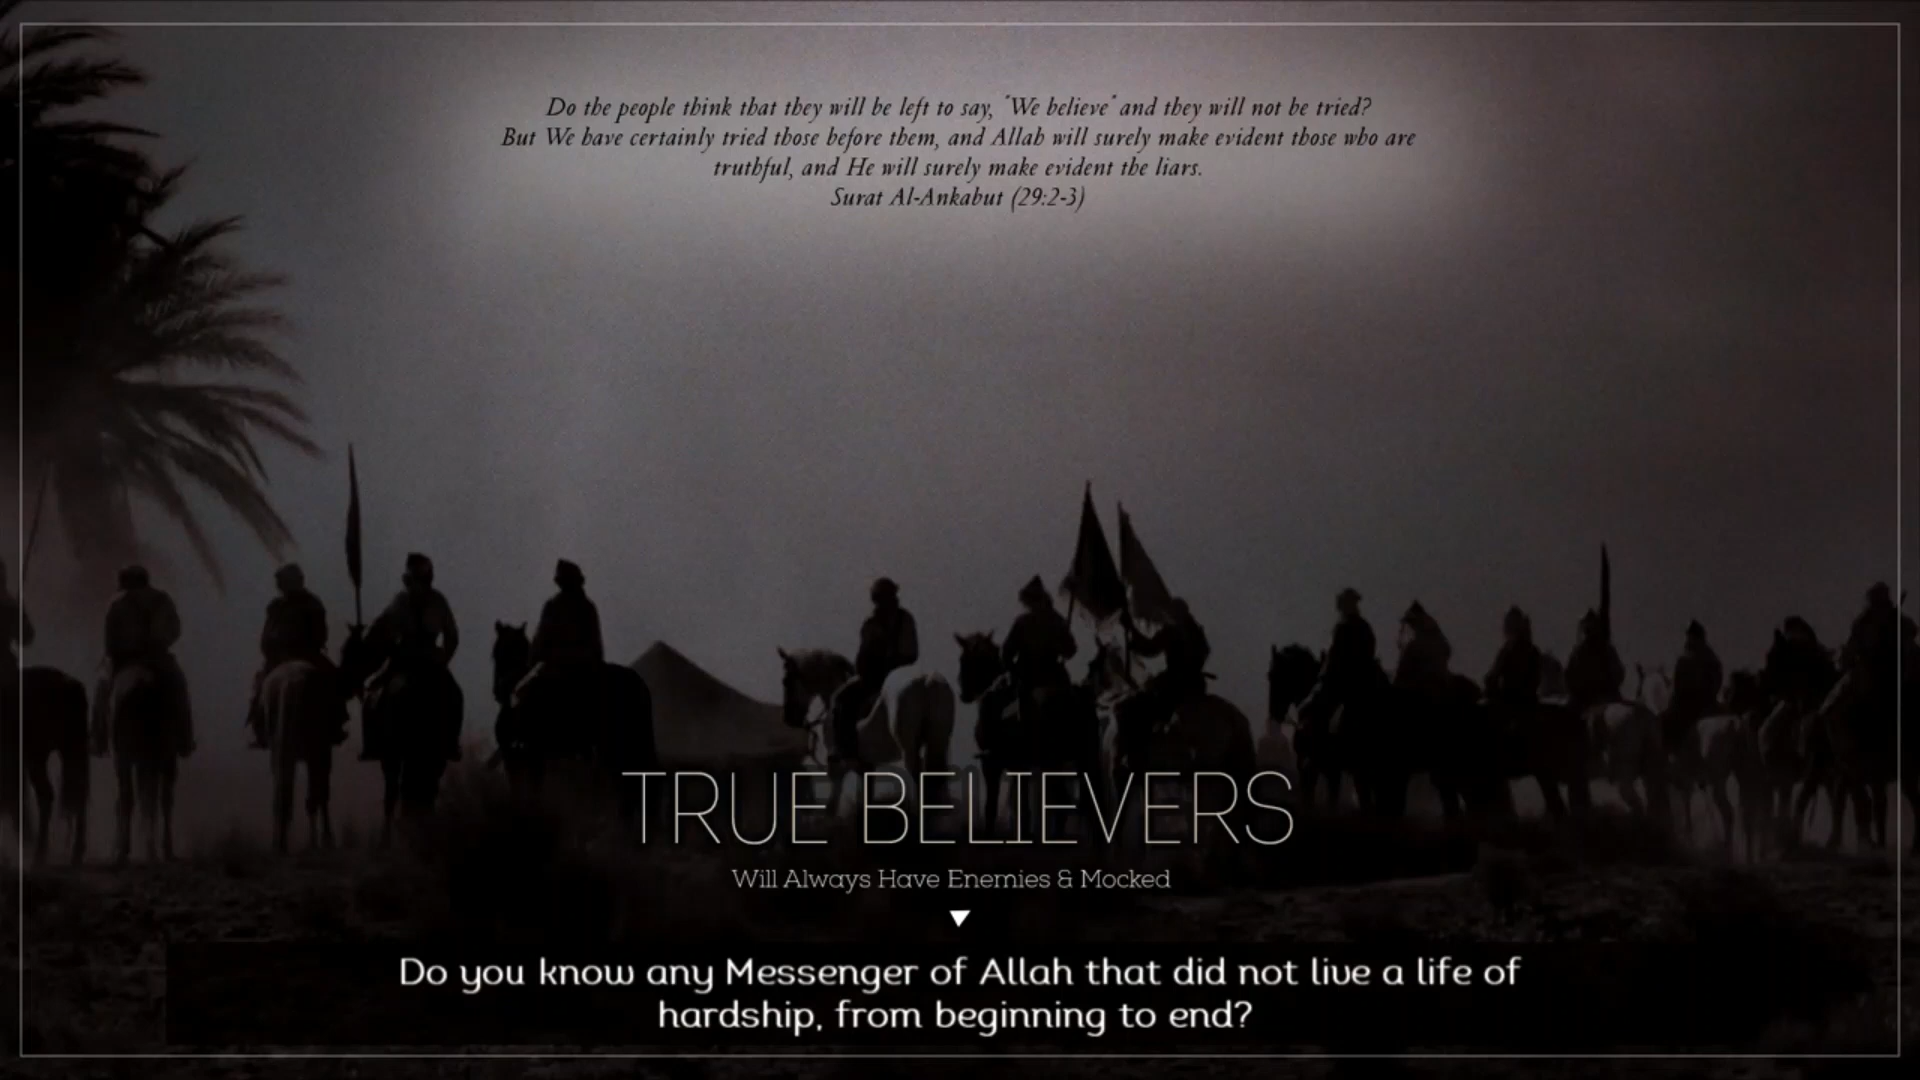 Do the people think that they will be left to say, "We believe" and they will not be tried?
But We have certainly tried those before them, and Allah will surely make evident those who are
truthful, and He will surely make evident the liars.
Surat Al-Ankabut (29:2-3)
TRUE BELIEVERS
Will Always Have Enemies & Mocked
Do you know any Messenger of Allah that did not live a life of
hardship, from beginning to end?